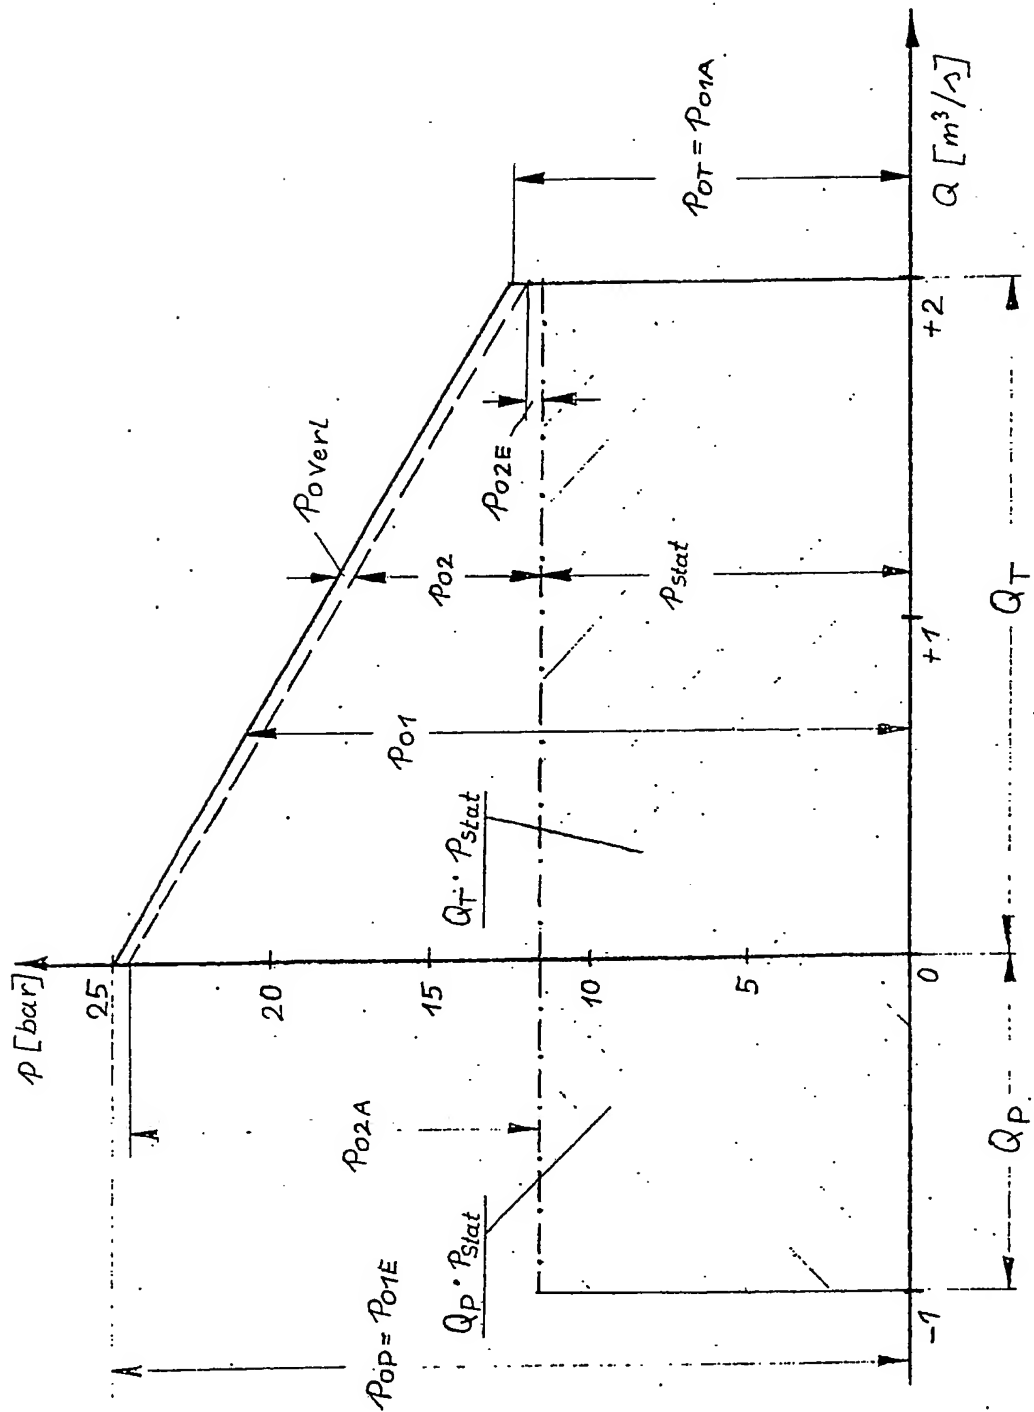 p [bar]
25
20
15
10
5
0
-1
+1
+2
Q [m³/s]
P0P = P01E
P02A
QP · Pstat
QT · Pstat
P01
P0Verl
P02
Pstat
P02E
P0T = P01A
QP
QT